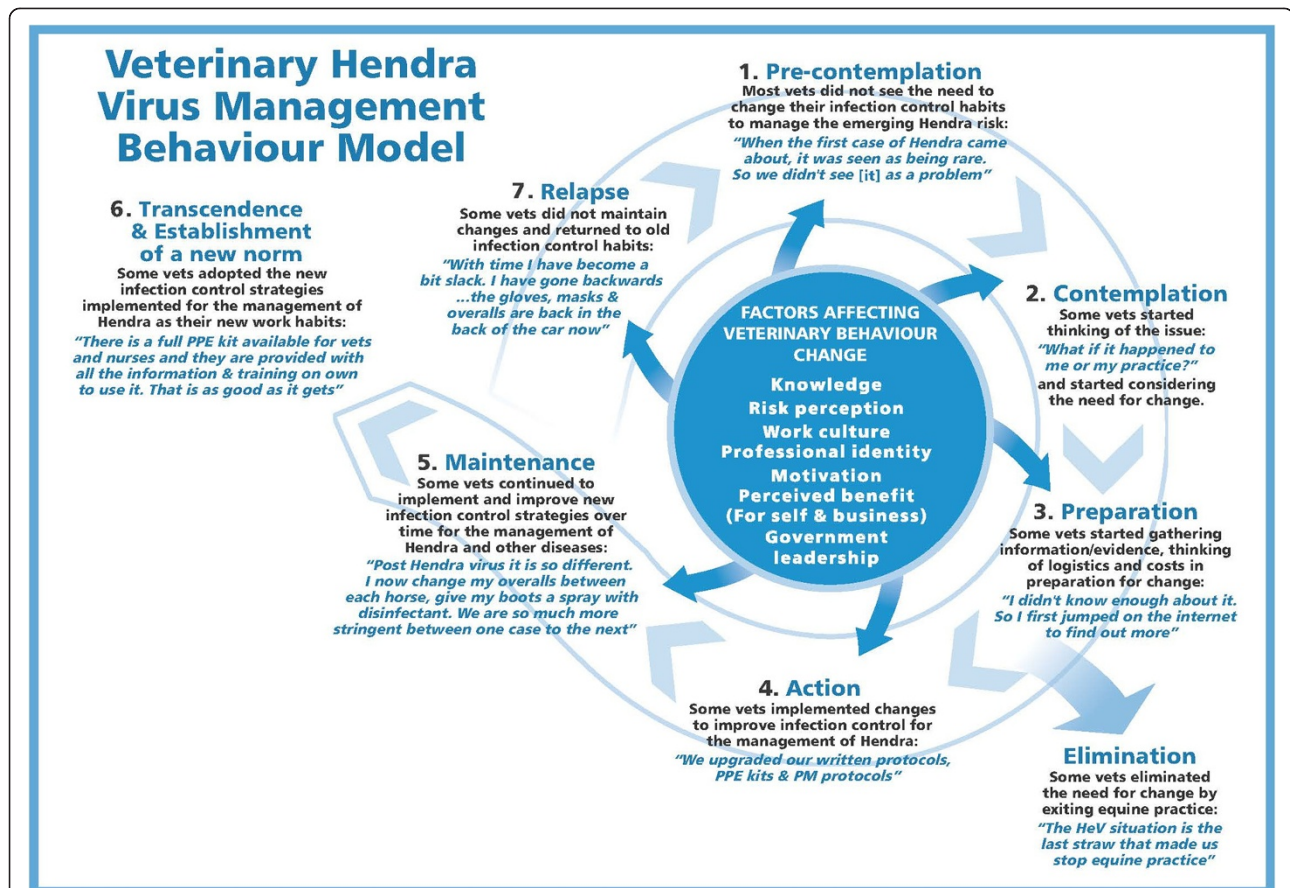 Veterinary Hendra
Virus Management
Behaviour Model
1. Pre-contemplation
Most vets did not see the need to
change their infection control habits
to manage the emerging Hendra risk:
“When the first case of Hendra came
about, it was seen as being rare.
So we didn't see [it] as a problem”
2. Contemplation
Some vets started
thinking of the issue:
“What if it happened to
me or my practice?”
and started considering
the need for change.
3. Preparation
Some vets started gathering
information/evidence, thinking
of logistics and costs in
preparation for change:
“I didn't know enough about it.
So I first jumped on the internet
to find out more”
Elimination
Some vets eliminated
the need for change by
exiting equine practice:
“The HeV situation is the
last straw that made us
stop equine practice”
4. Action
Some vets implemented changes
to improve infection control for
the management of Hendra:
“We upgraded our written protocols,
PPE kits & PM protocols”
5. Maintenance
Some vets continued to
implement and improve new
infection control strategies over
time for the management of
Hendra and other diseases:
“Post Hendra virus it is so different.
I now change my overalls between
each horse, give my boots a spray with
disinfectant. We are so much more
stringent between one case to the next”
6. Transcendence
& Establishment
of a new norm
Some vets adopted the new
infection control strategies
implemented for the management of
Hendra as their new work habits:
“There is a full PPE kit available for vets
and nurses and they are provided with
all the information & training on own
to use it. That is as good as it gets”
7. Relapse
Some vets did not maintain
changes and returned to old
infection control habits:
“With time I have become a
bit slack. I have gone backwards
...the gloves, masks &
overalls are back in the
back of the car now”
FACTORS AFFECTING
VETERINARY BEHAVIOUR
CHANGE
Knowledge
Risk perception
Work culture
Professional identity
Motivation
Perceived benefit
(For self & business)
Government
leadership